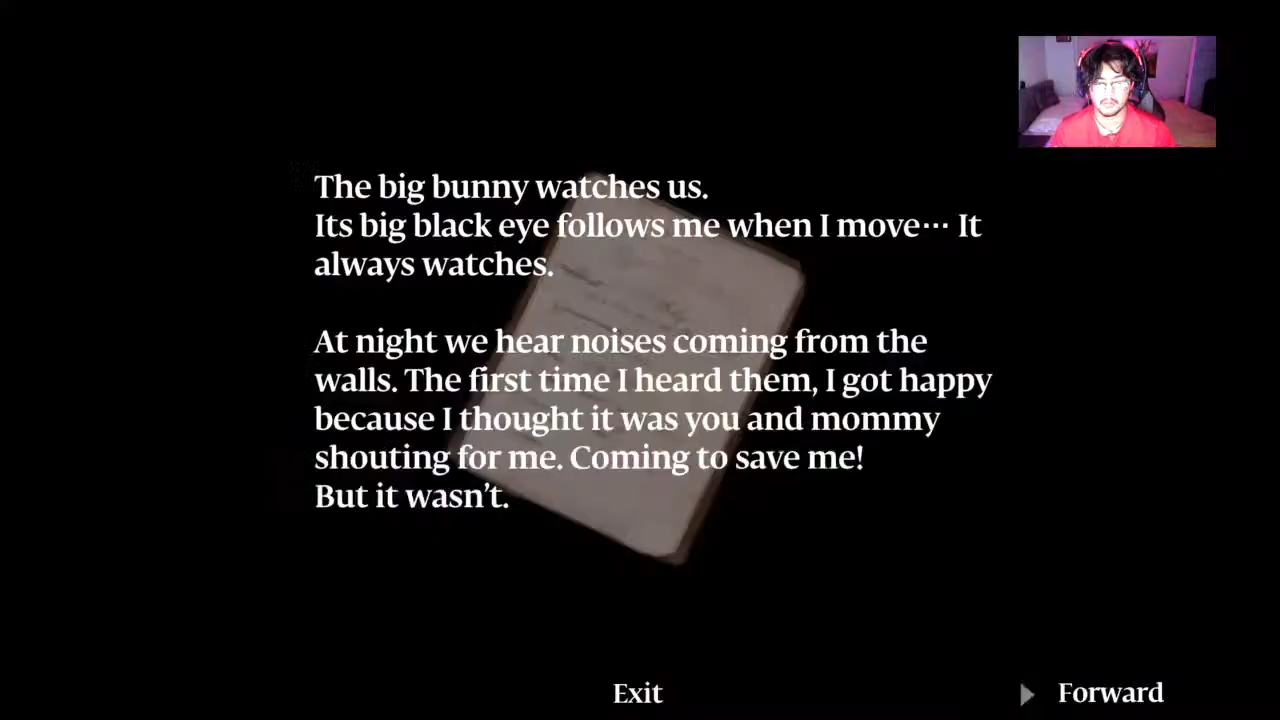 The big bunny watches us.
Its big black eye follows me when I move··· It
always watches.
At night we hear noises coming from the
walls. The first time I heard them, I got happy
because I thought it was you and mommy
shouting for me. Coming to save me!
But it wasn’t.
Exit
Forward